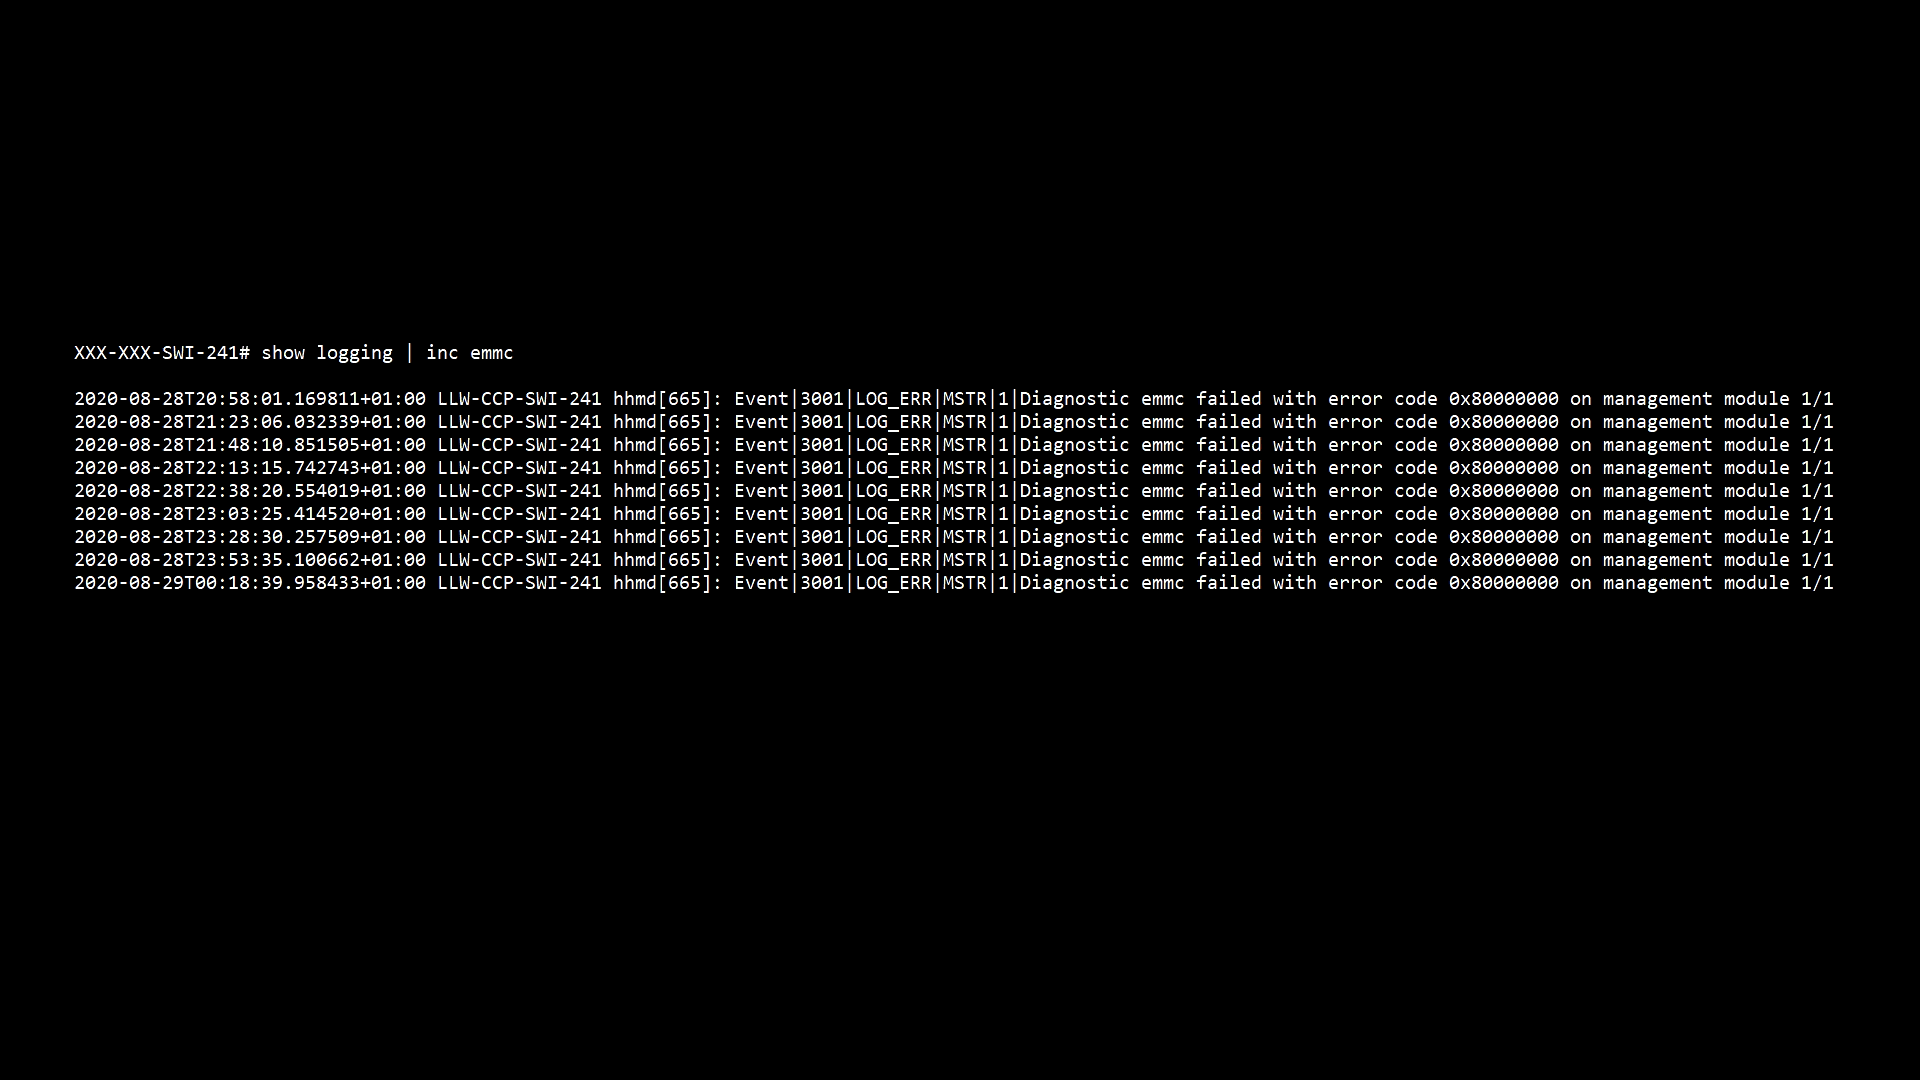 XXX-XXX-SWI-241# show logging | inc emmc
2020-08-28T20:58:01.169811+01:00 LLW-CCP-SWI-241 hhmd[665]: Event|3001|LOG_ERR|MSTR|1|Diagnostic emmc failed with error code 0x80000000 on management module 1/1
2020-08-28T21:23:06.032339+01:00 LLW-CCP-SWI-241 hhmd[665]: Event|3001|LOG_ERR|MSTR|1|Diagnostic emmc failed with error code 0x80000000 on management module 1/1
2020-08-28T21:48:10.851505+01:00 LLW-CCP-SWI-241 hhmd[665]: Event|3001|LOG_ERR|MSTR|1|Diagnostic emmc failed with error code 0x80000000 on management module 1/1
2020-08-28T22:13:15.742743+01:00 LLW-CCP-SWI-241 hhmd[665]: Event|3001|LOG_ERR|MSTR|1|Diagnostic emmc failed with error code 0x80000000 on management module 1/1
2020-08-28T22:38:20.554019+01:00 LLW-CCP-SWI-241 hhmd[665]: Event|3001|LOG_ERR|MSTR|1|Diagnostic emmc failed with error code 0x80000000 on management module 1/1
2020-08-28T23:03:25.414520+01:00 LLW-CCP-SWI-241 hhmd[665]: Event|3001|LOG_ERR|MSTR|1|Diagnostic emmc failed with error code 0x80000000 on management module 1/1
2020-08-28T23:28:30.257509+01:00 LLW-CCP-SWI-241 hhmd[665]: Event|3001|LOG_ERR|MSTR|1|Diagnostic emmc failed with error code 0x80000000 on management module 1/1
2020-08-28T23:53:35.100662+01:00 LLW-CCP-SWI-241 hhmd[665]: Event|3001|LOG_ERR|MSTR|1|Diagnostic emmc failed with error code 0x80000000 on management module 1/1
2020-08-29T00:18:39.958433+01:00 LLW-CCP-SWI-241 hhmd[665]: Event|3001|LOG_ERR|MSTR|1|Diagnostic emmc failed with error code 0x80000000 on management module 1/1